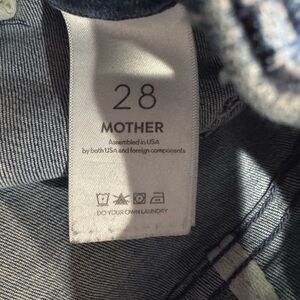 28
MOTHER
Assembled in USA
by both USA and foreign components
DO YOUR OWN LAUNDRY